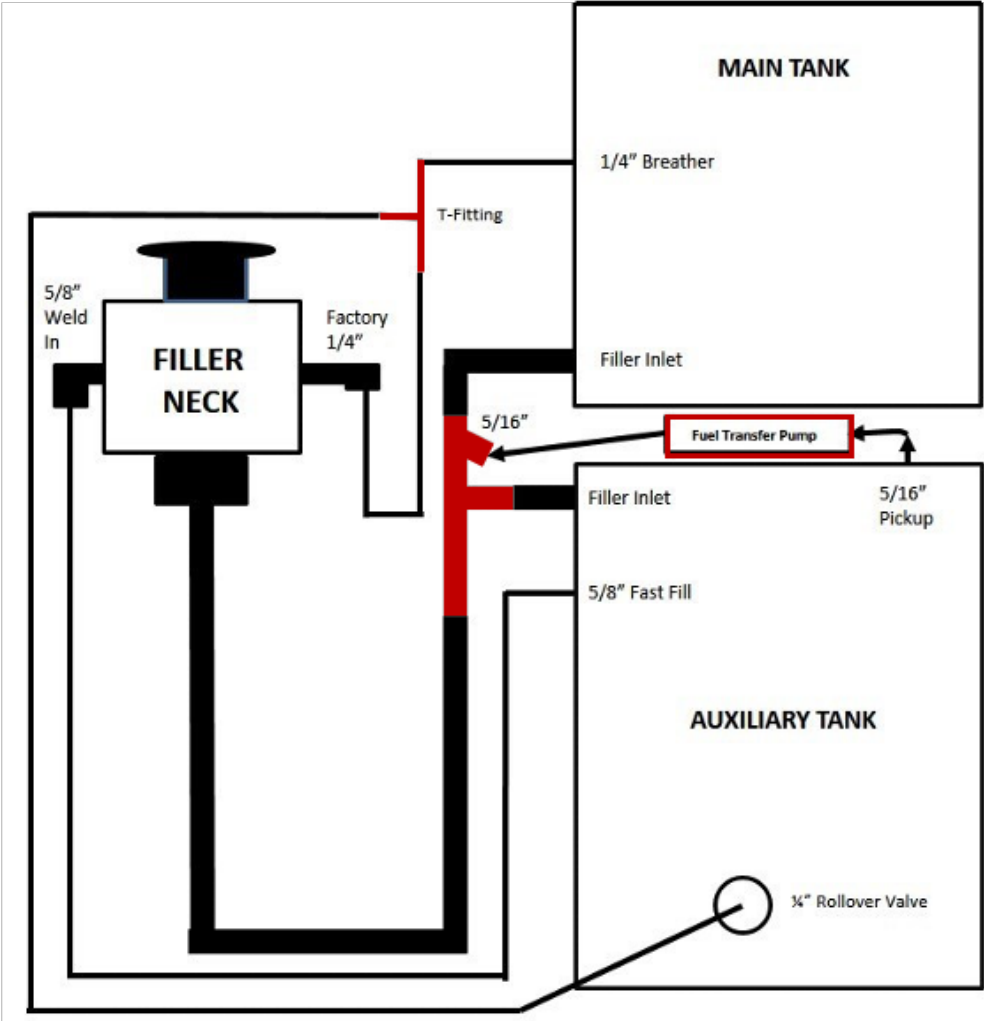 MAIN TANK
1/4” Breather
T-Fitting
5/8”
Weld
In
Factory
1/4”
FILLER
NECK
Filler Inlet
5/16”
Fuel Transfer Pump
Filler Inlet
5/16”
Pickup
5/8” Fast Fill
AUXILIARY TANK
¼” Rollover Valve